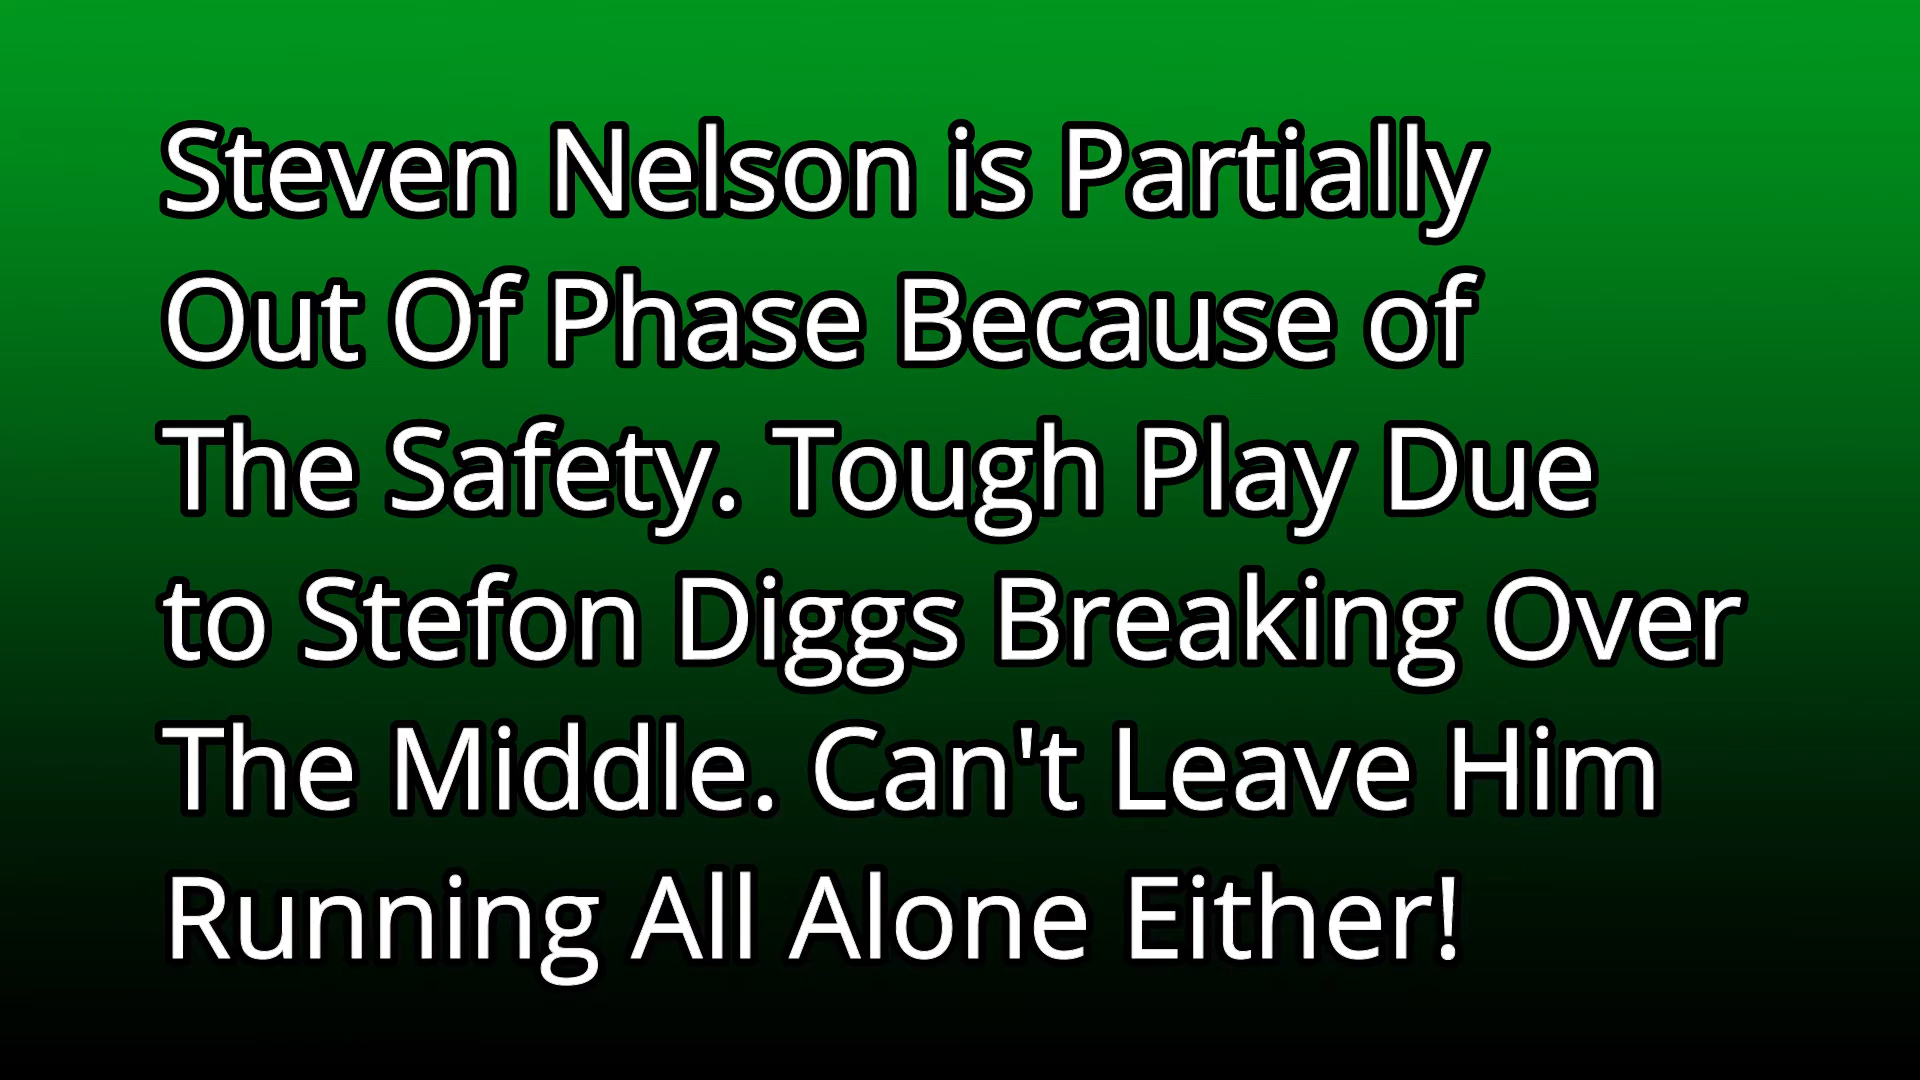 Steven Nelson is Partially
Out Of Phase Because of
The Safety. Tough Play Due
to Stefon Diggs Breaking Over
The Middle. Can't Leave Him
Running All Alone Either!